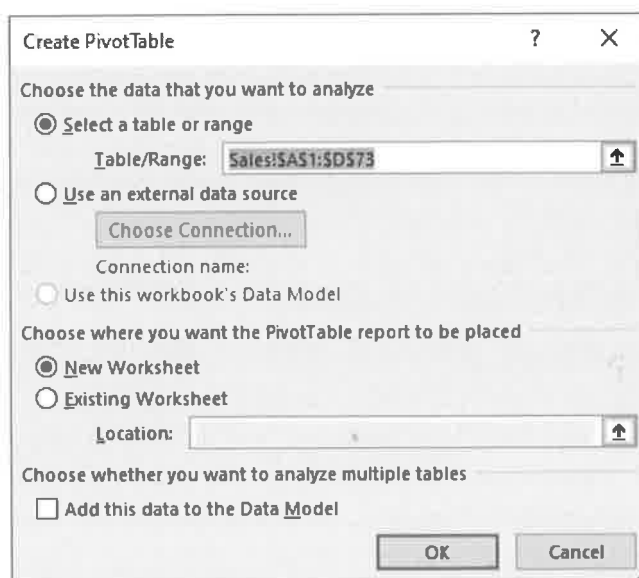 Create PivotTable ? ×
Choose the data that you want to analyze
Select a table or range
Table/Range: Sales!$A$1:$D$73
Use an external data source
Choose Connection...
Connection name:
Use this workbook's Data Model
Choose where you want the PivotTable report to be placed
New Worksheet
Existing Worksheet
Location:
Choose whether you want to analyze multiple tables
Add this data to the Data Model
OK Cancel